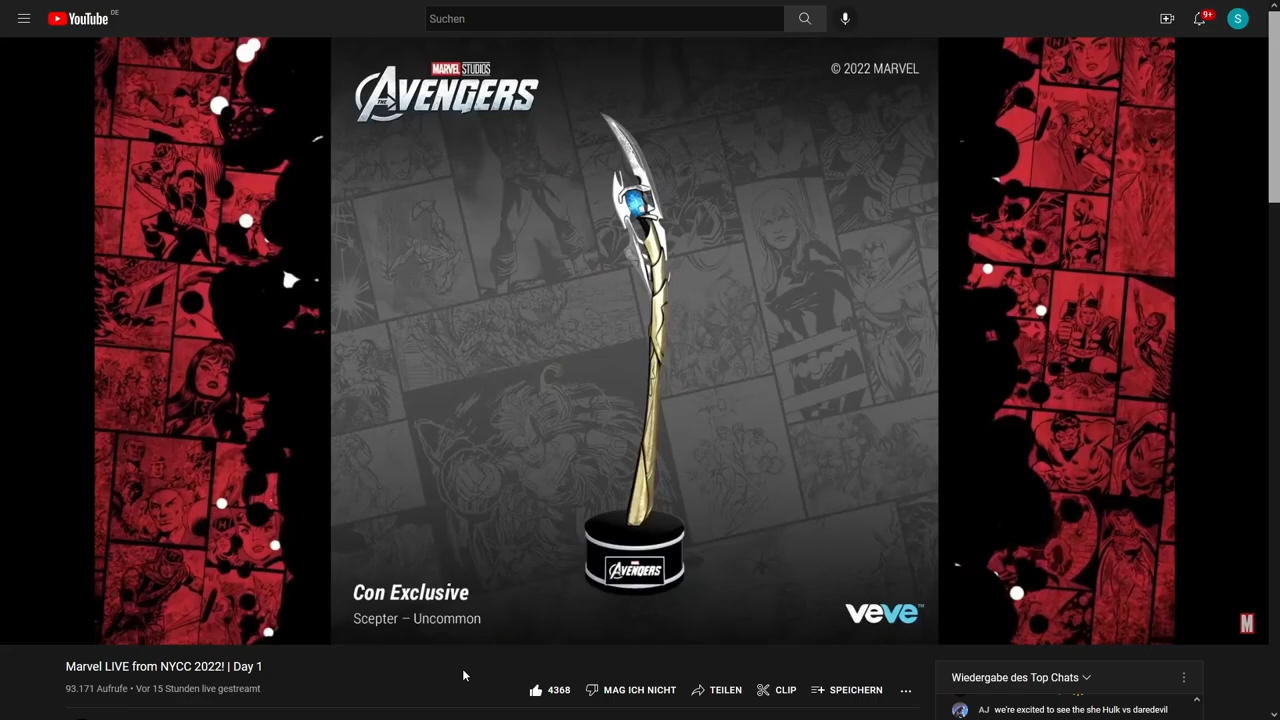 YouTube DE
Suchen
9+
S
MARVEL STUDIOS
THE AVENGERS
© 2022 MARVEL
AVENGERS
Con Exclusive
Scepter – Uncommon
veve™
M
Marvel LIVE from NYCC 2022! | Day 1
93.171 Aufrufe • Vor 15 Stunden live gestreamt
4368
MAG ICH NICHT
TEILEN
CLIP
SPEICHERN
Wiedergabe des Top Chats
AJ we're excited to see the she Hulk vs daredevil